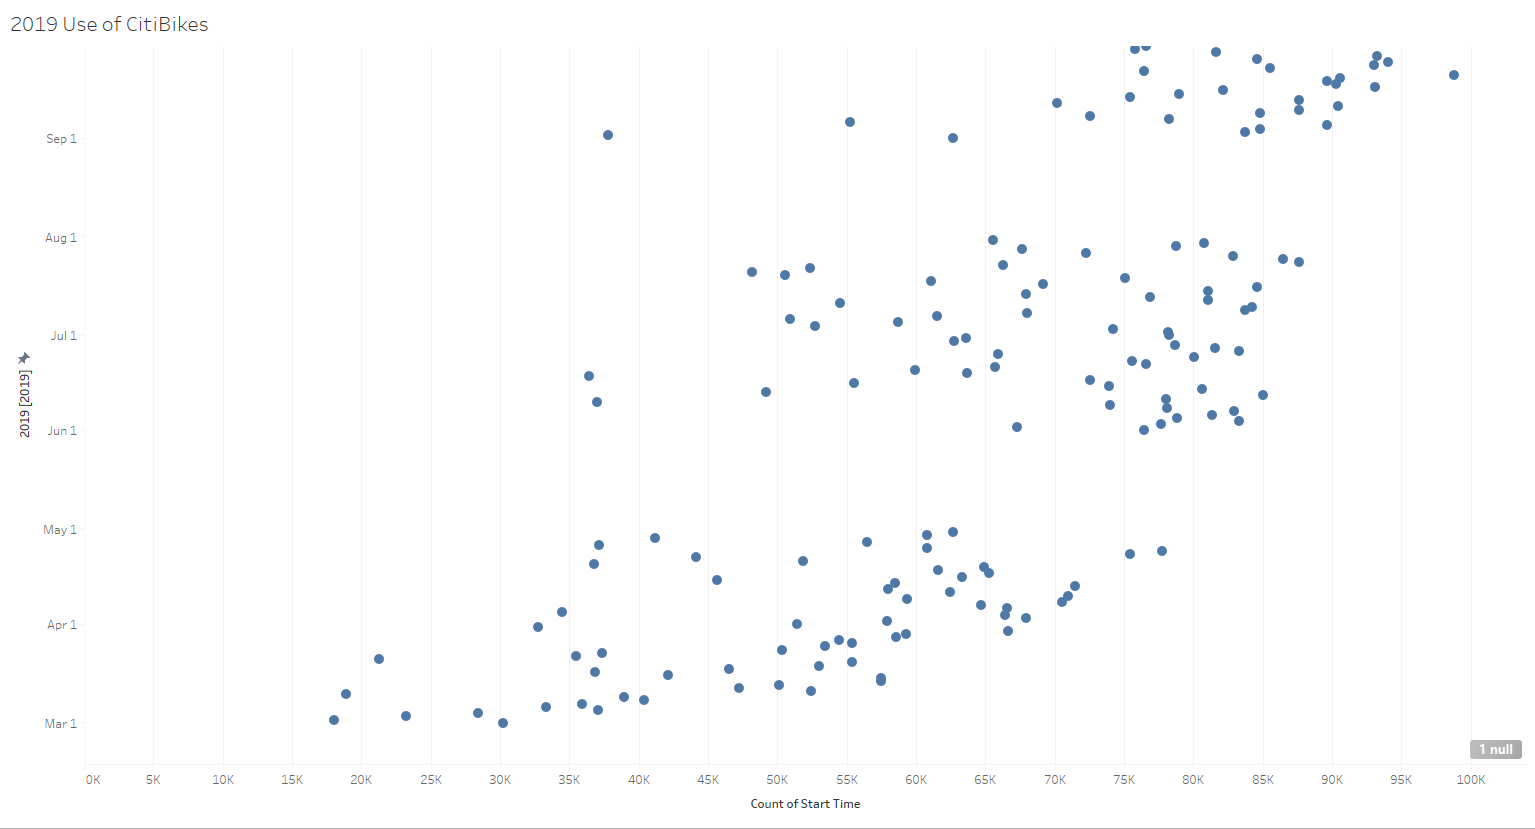 2019 Use of CitiBikes
Sep 1
Aug 1
Jul 1
Jun 1
May 1
Apr 1
Mar 1
2019 [2019]
1 null
0K 5K 10K 15K 20K 25K 30K 35K 40K 45K 50K 55K 60K 65K 70K 75K 80K 85K 90K 95K 100K
Count of Start Time